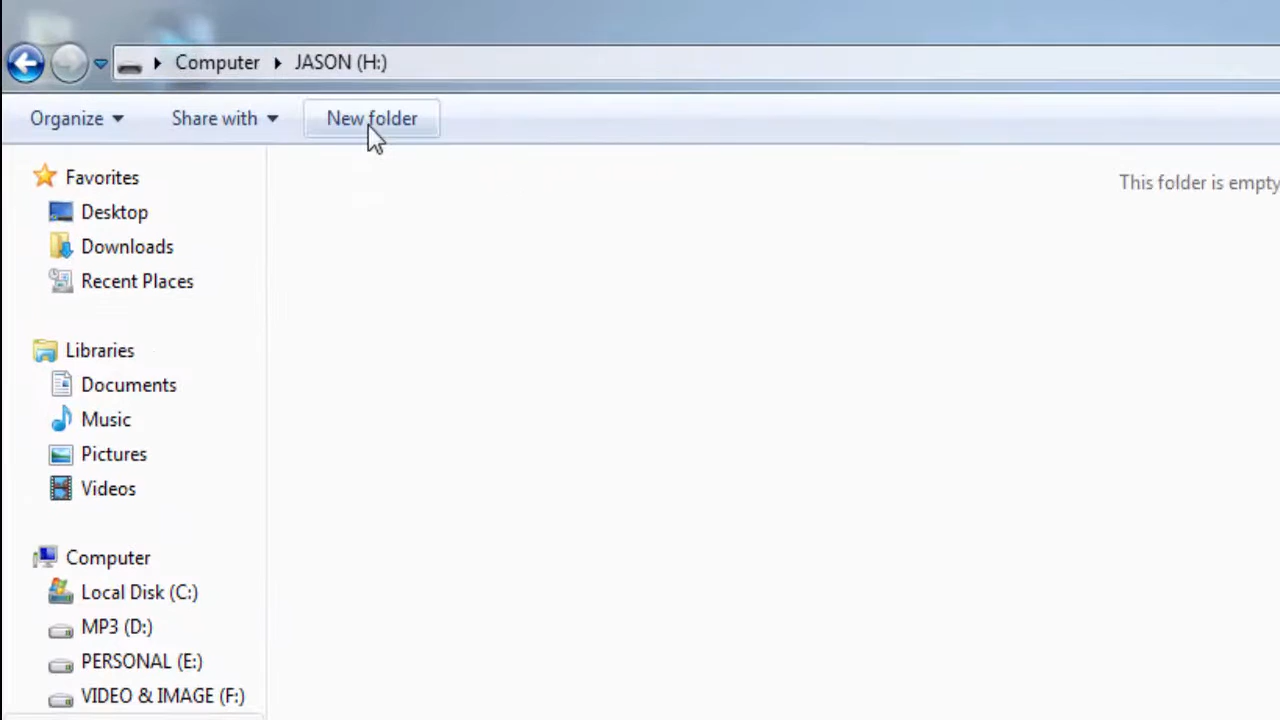 Computer JASON (H:)
Organize Share with New folder
This folder is empty
Favorites
Desktop
Downloads
Recent Places
Libraries
Documents
Music
Pictures
Videos
Computer
Local Disk (C:)
MP3 (D:)
PERSONAL (E:)
VIDEO & IMAGE (F:)